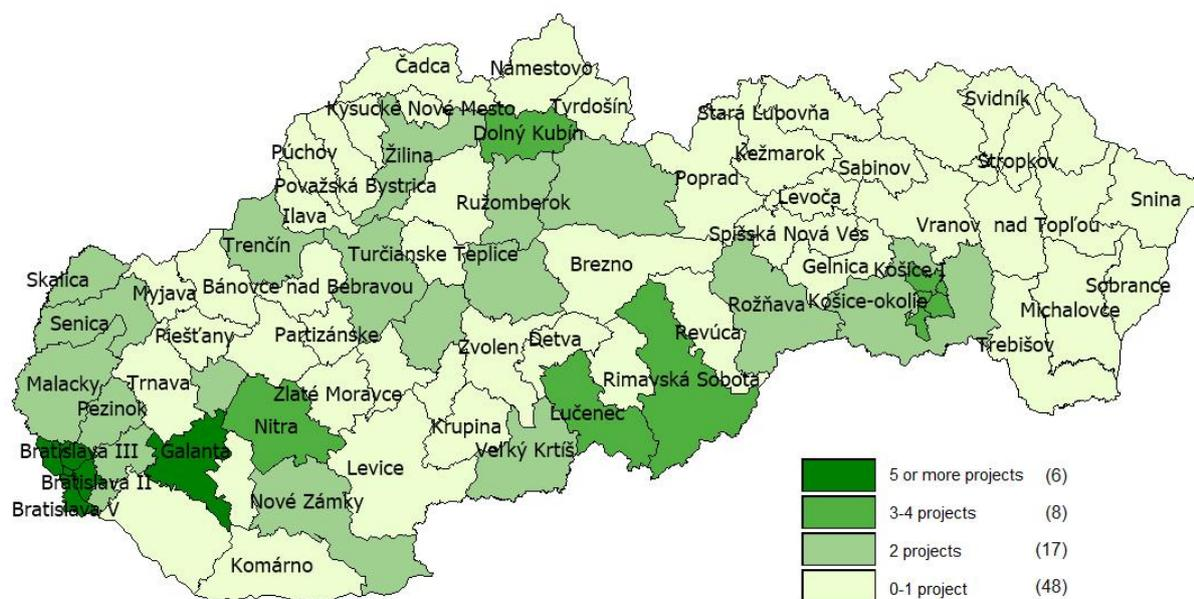 Čadca
Námestovo
Kysucké Nové Mesto
Tvrdošín
Stará Ľubovňa
Svidník
Dolný Kubín
Púchov
Žilina
Kežmarok
Sabinov
Stropkov
Považská Bystrica
Poprad
Levoča
Snina
Ilava
Ružomberok
Spišská Nová Ves
Vranov nad Topľou
Trenčín
Turčianske Teplice
Brezno
Gelnica
Košice I
Skalica
Myjava
Bánovce nad Bebravou
Rožňava
Košice-okolie
Sobrance
Michalovce
Senica
Piešťany
Partizánske
Zvolen
Detva
Revúca
Trebišov
Malacky
Trnava
Zlaté Moravce
Rimavská Sobota
Pezinok
Nitra
Krupina
Lučenec
Bratislava III
Galanta
Veľký Krtíš
Levice
Bratislava II
Nové Zámky
Bratislava V
Komárno
5 or more projects (6)
3-4 projects (8)
2 projects (17)
0-1 project (48)